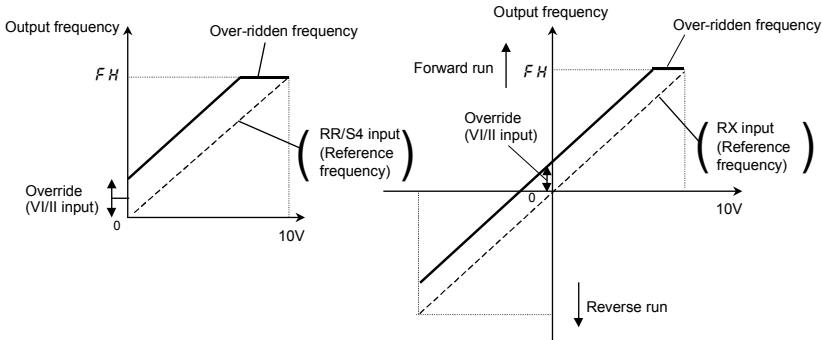 Output frequency
Over-ridden frequency
FH
RR/S4 input
(Reference
frequency)
Override
(VI/II input)
0
10V
Output frequency
Over-ridden frequency
Forward run
FH
Override
(VI/II input)
RX input
(Reference
frequency)
0
10V
Reverse run